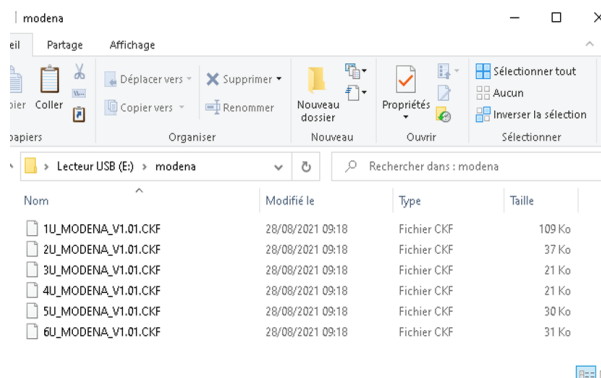 modena
eil Partage Affichage
pier Coller
Déplacer vers
Copier vers
Supprimer
Renommer
Nouveau dossier
Propriétés
Sélectionner tout
Aucun
Inverser la sélection
papiers Organiser Nouveau Ouvrir Sélectionner
Lecteur USB (E:) > modena Rechercher dans : modena
Nom Modifié le Type Taille
1U_MODENA_V1.01.CKF 28/08/2021 09:18 Fichier CKF 109 Ko
2U_MODENA_V1.01.CKF 28/08/2021 09:18 Fichier CKF 37 Ko
3U_MODENA_V1.01.CKF 28/08/2021 09:18 Fichier CKF 21 Ko
4U_MODENA_V1.01.CKF 28/08/2021 09:18 Fichier CKF 21 Ko
5U_MODENA_V1.01.CKF 28/08/2021 09:18 Fichier CKF 30 Ko
6U_MODENA_V1.01.CKF 28/08/2021 09:18 Fichier CKF 31 Ko